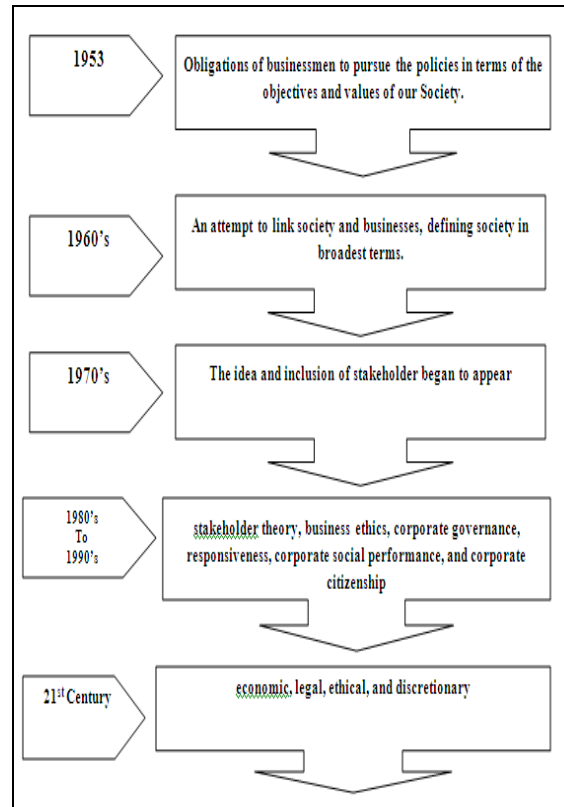 1953
Obligations of businessmen to pursue the policies in terms of the
objectives and values of our Society.
1960’s
An attempt to link society and businesses, defining society in
broadest terms.
1970’s
The idea and inclusion of stakeholder began to appear
1980’s
To
1990’s
stakeholder theory, business ethics, corporate governance,
responsiveness, corporate social performance, and corporate
citizenship
21st Century
economic, legal, ethical, and discretionary